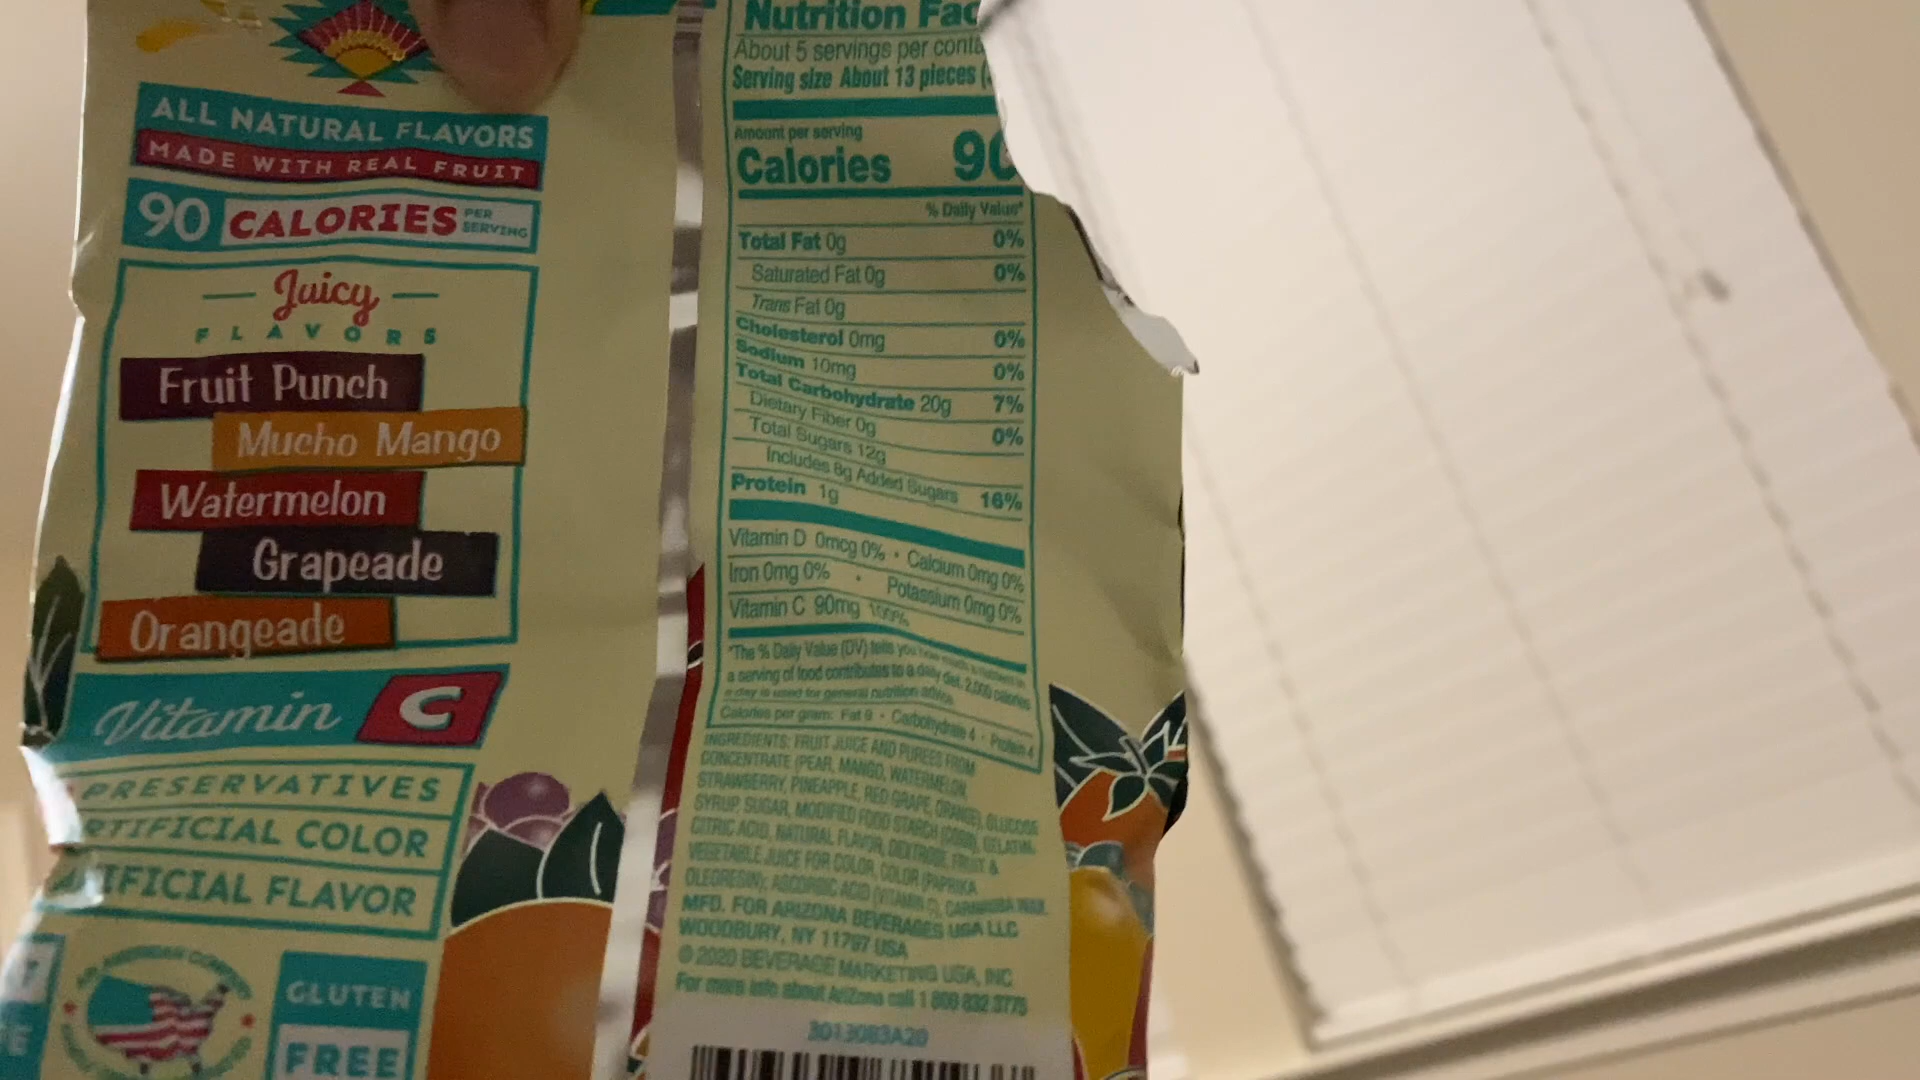 ALL NATURAL FLAVORS
MADE WITH REAL FRUIT
90 CALORIES PER SERVING
Juicy
FLAVORS
Fruit Punch
Mucho Mango
Watermelon
Grapeade
Orangeade
Vitamin C
PRESERVATIVES
RTIFICIAL COLOR
IFICIAL FLAVOR
AN AMERICAN COMPANY
GLUTEN
FREE
Nutrition Fac
About 5 servings per conta
Serving size About 13 pieces (
Amount per serving
Calories 90
% Daily Value*
Total Fat 0g 0%
Saturated Fat 0g 0%
Trans Fat 0g
Cholesterol 0mg 0%
Sodium 10mg 0%
Total Carbohydrate 20g 7%
Dietary Fiber 0g 0%
Total Sugars 12g
Includes 8g Added Sugars 16%
Protein 1g
Vitamin D 0mcg 0% • Calcium 0mg 0%
Iron 0mg 0% • Potassium 0mg 0%
Vitamin C 90mg 100%
*The % Daily Value (DV) tells you how much a nutrient in
a serving of food contributes to a daily diet. 2,000 calories
a day is used for general nutrition advice.
Calories per gram: Fat 9 • Carbohydrate 4 • Protein 4
INGREDIENTS: FRUIT JUICE AND PUREES FROM
CONCENTRATE (PEAR, MANGO, WATERMELON,
STRAWBERRY, PINEAPPLE, RED GRAPE, ORANGE), GLUCOSE
SYRUP, SUGAR, MODIFIED FOOD STARCH (CORN), GELATIN,
CITRIC ACID, NATURAL FLAVOR, DEXTROSE, FRUIT &
VEGETABLE JUICE FOR COLOR, COLOR (PAPRIKA
OLEORESIN), ASCORBIC ACID (VITAMIN C), CARNAUBA WAX.
MFD. FOR ARIZONA BEVERAGES USA LLC
WOODBURY, NY 11797 USA
© 2020 BEVERAGE MARKETING USA, INC
For more info about AriZona call 1 800 832 3775
3013083A20